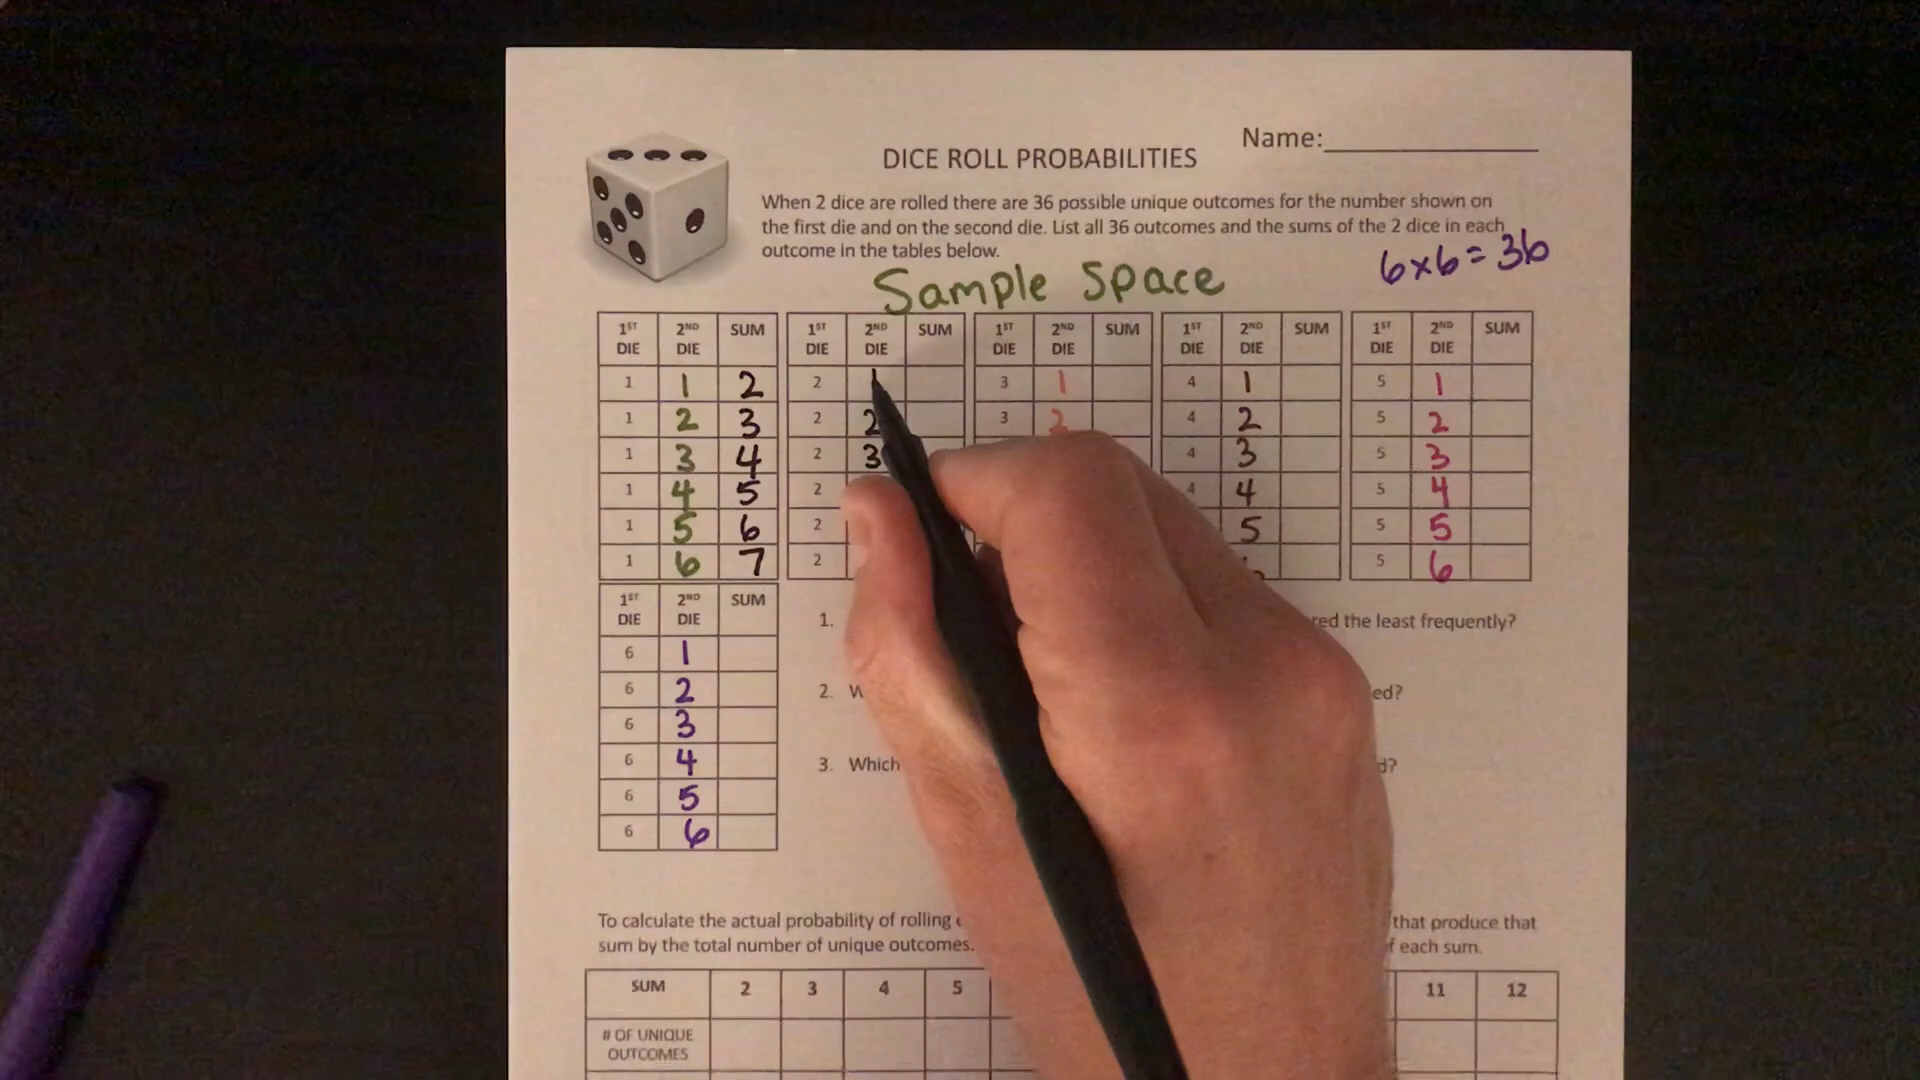 Name:
DICE ROLL PROBABILITIES
When 2 dice are rolled there are 36 possible unique outcomes for the number shown on
the first die and on the second die. List all 36 outcomes and the sums of the 2 dice in each
outcome in the tables below.
6x6=36
Sample Space
1ST DIE 2ND DIE SUM 1ST DIE 2ND DIE SUM 1ST DIE 2ND DIE SUM 1ST DIE 2ND DIE SUM 1ST DIE 2ND DIE SUM
1 1 2 2 1 3 1 4 1 5 1
1 2 3 2 2 3 2 4 2 5 2
1 3 4 2 3 4 3 5 3
1 4 5 2 4 4 5 4
1 5 6 2 5 5 5
1 6 7 2 5 6
1ST DIE 2ND DIE SUM
6 1
6 2
6 3
6 4
6 5
6 6
1. the least frequently?
2.
3. Which
To calculate the actual probability of rolling that produce that
sum by the total number of unique outcomes. each sum.
SUM 2 3 4 5 11 12
# OF UNIQUE
OUTCOMES